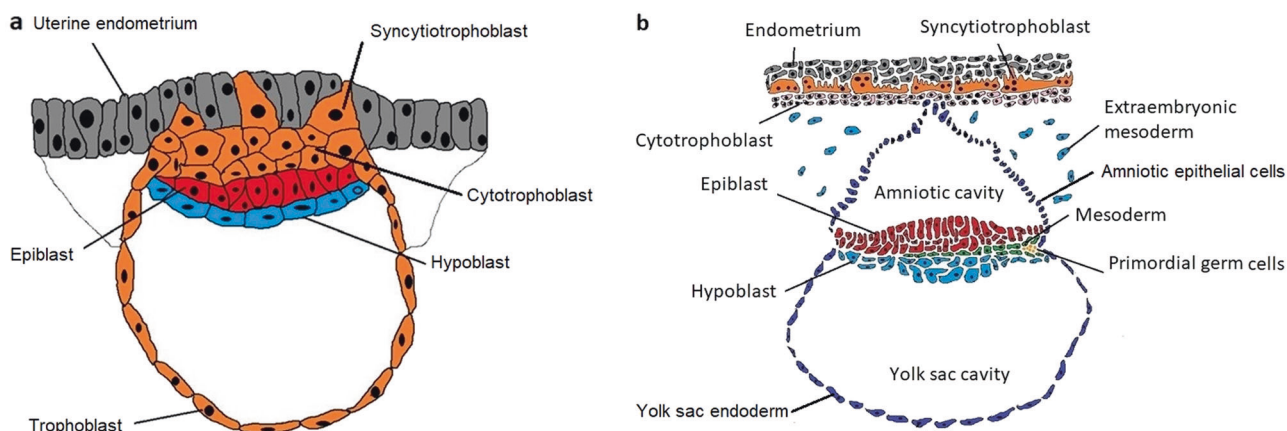 a
Uterine endometrium
Syncytiotrophoblast
Cytotrophoblast
Epiblast
Hypoblast
Trophoblast
b
Endometrium
Syncytiotrophoblast
Cytotrophoblast
Extraembryonic
mesoderm
Epiblast
Amniotic cavity
Amniotic epithelial cells
Mesoderm
Primordial germ cells
Hypoblast
Yolk sac cavity
Yolk sac endoderm